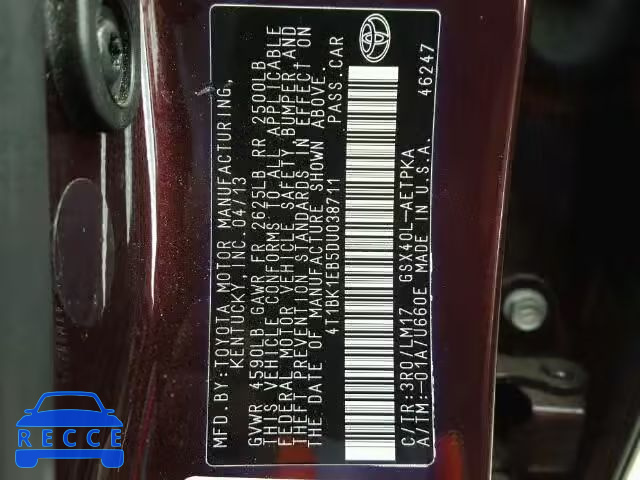 MFD.BY:TOYOTA MOTOR MANUFACTURING,
KENTUCKY, INC. 04/13
GVWR 4590LB GAWR FR 2625LB RR 2500LB
THIS VEHICLE CONFORMS TO ALL APPLICABLE
FEDERAL MOTOR VEHICLE SAFETY, BUMPER AND
THEFT PREVENTION STANDARDS IN EFFECT ON
THE DATE OF MANUFACTURE SHOWN ABOVE.
4T1BK1EB5DU038711 PASS.CAR
C/TR:3R0/LM17 GSX40L-AETPKA
A/TM:-01A/U660E MADE IN U.S.A.
46247
RECCE